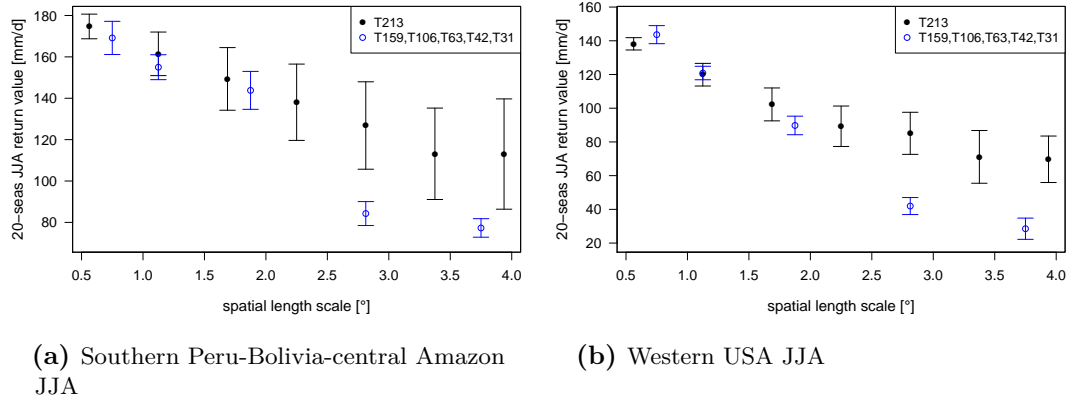 20−seas JJA return value [mm/d]
180
160
140
120
100
80
0.5 1.0 1.5 2.0 2.5 3.0 3.5 4.0
spatial length scale [°]
T213
T159,T106,T63,T42,T31
(a) Southern Peru-Bolivia-central Amazon
JJA
20−seas JJA return value [mm/d]
160
140
120
100
80
60
40
20
0.5 1.0 1.5 2.0 2.5 3.0 3.5 4.0
spatial length scale [°]
T213
T159,T106,T63,T42,T31
(b) Western USA JJA